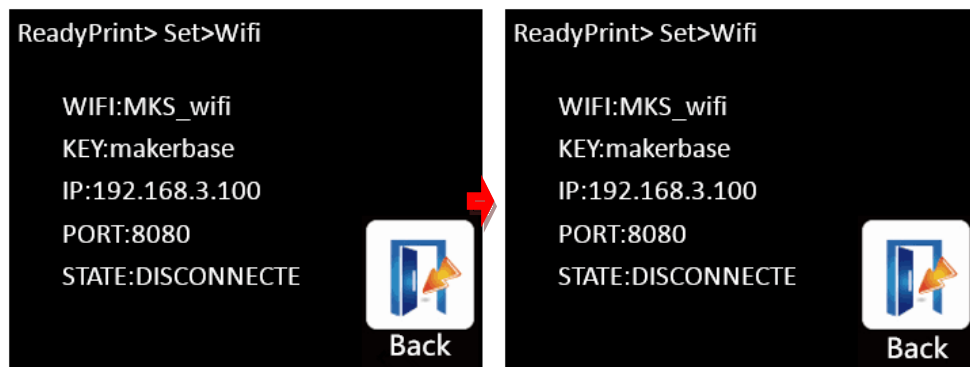 ReadyPrint> Set>Wifi
WIFI:MKS_wifi
KEY:makerbase
IP:192.168.3.100
PORT:8080
STATE:DISCONNECTE
Back
ReadyPrint> Set>Wifi
WIFI:MKS_wifi
KEY:makerbase
IP:192.168.3.100
PORT:8080
STATE:DISCONNECTE
Back